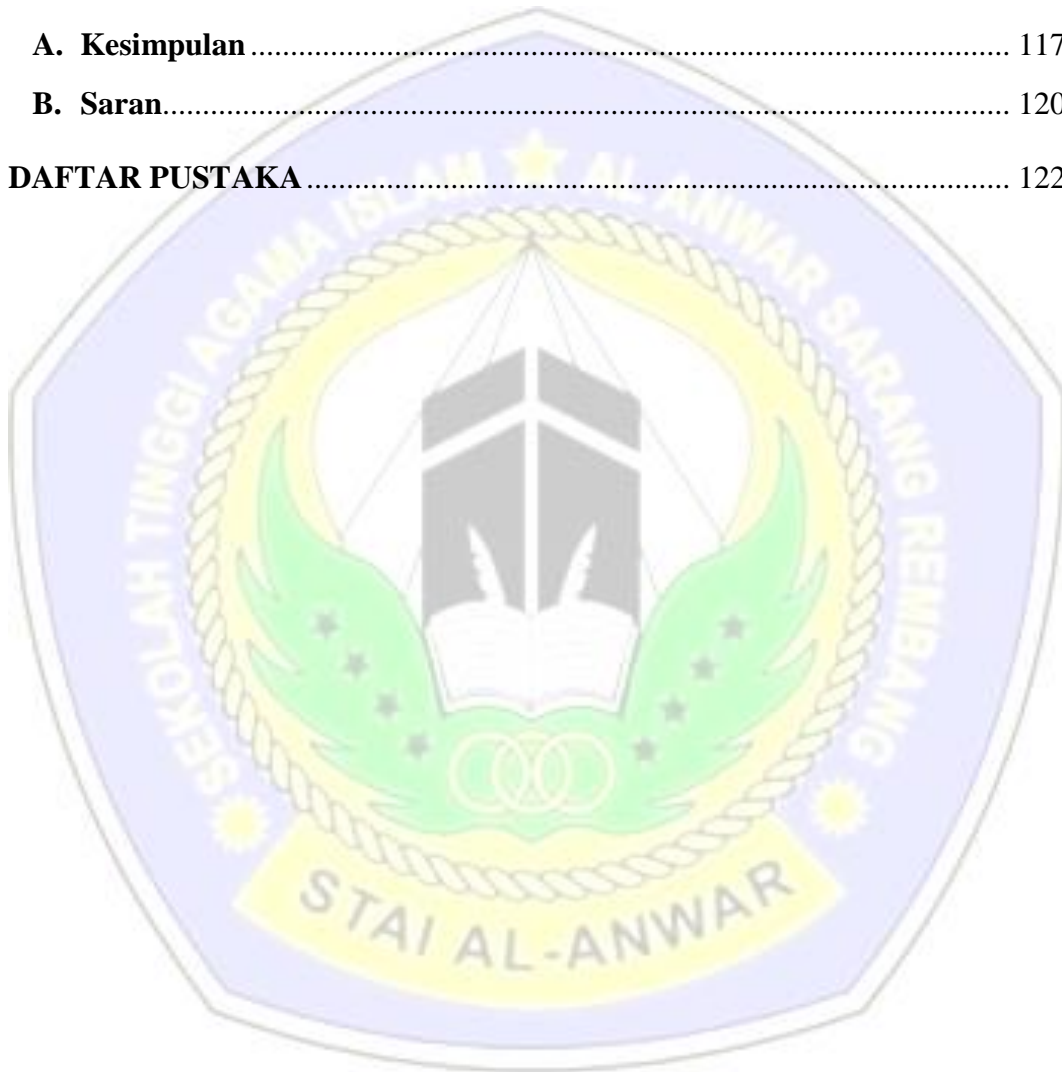 A. Kesimpulan ........................................................................................................ 117
B. Saran.................................................................................................................... 120
DAFTAR PUSTAKA ................................................................................................ 122
SEKOLAH TINGGI AGAMA ISLAM AL-ANWAR SARANG REMBANG
STAI AL-ANWAR